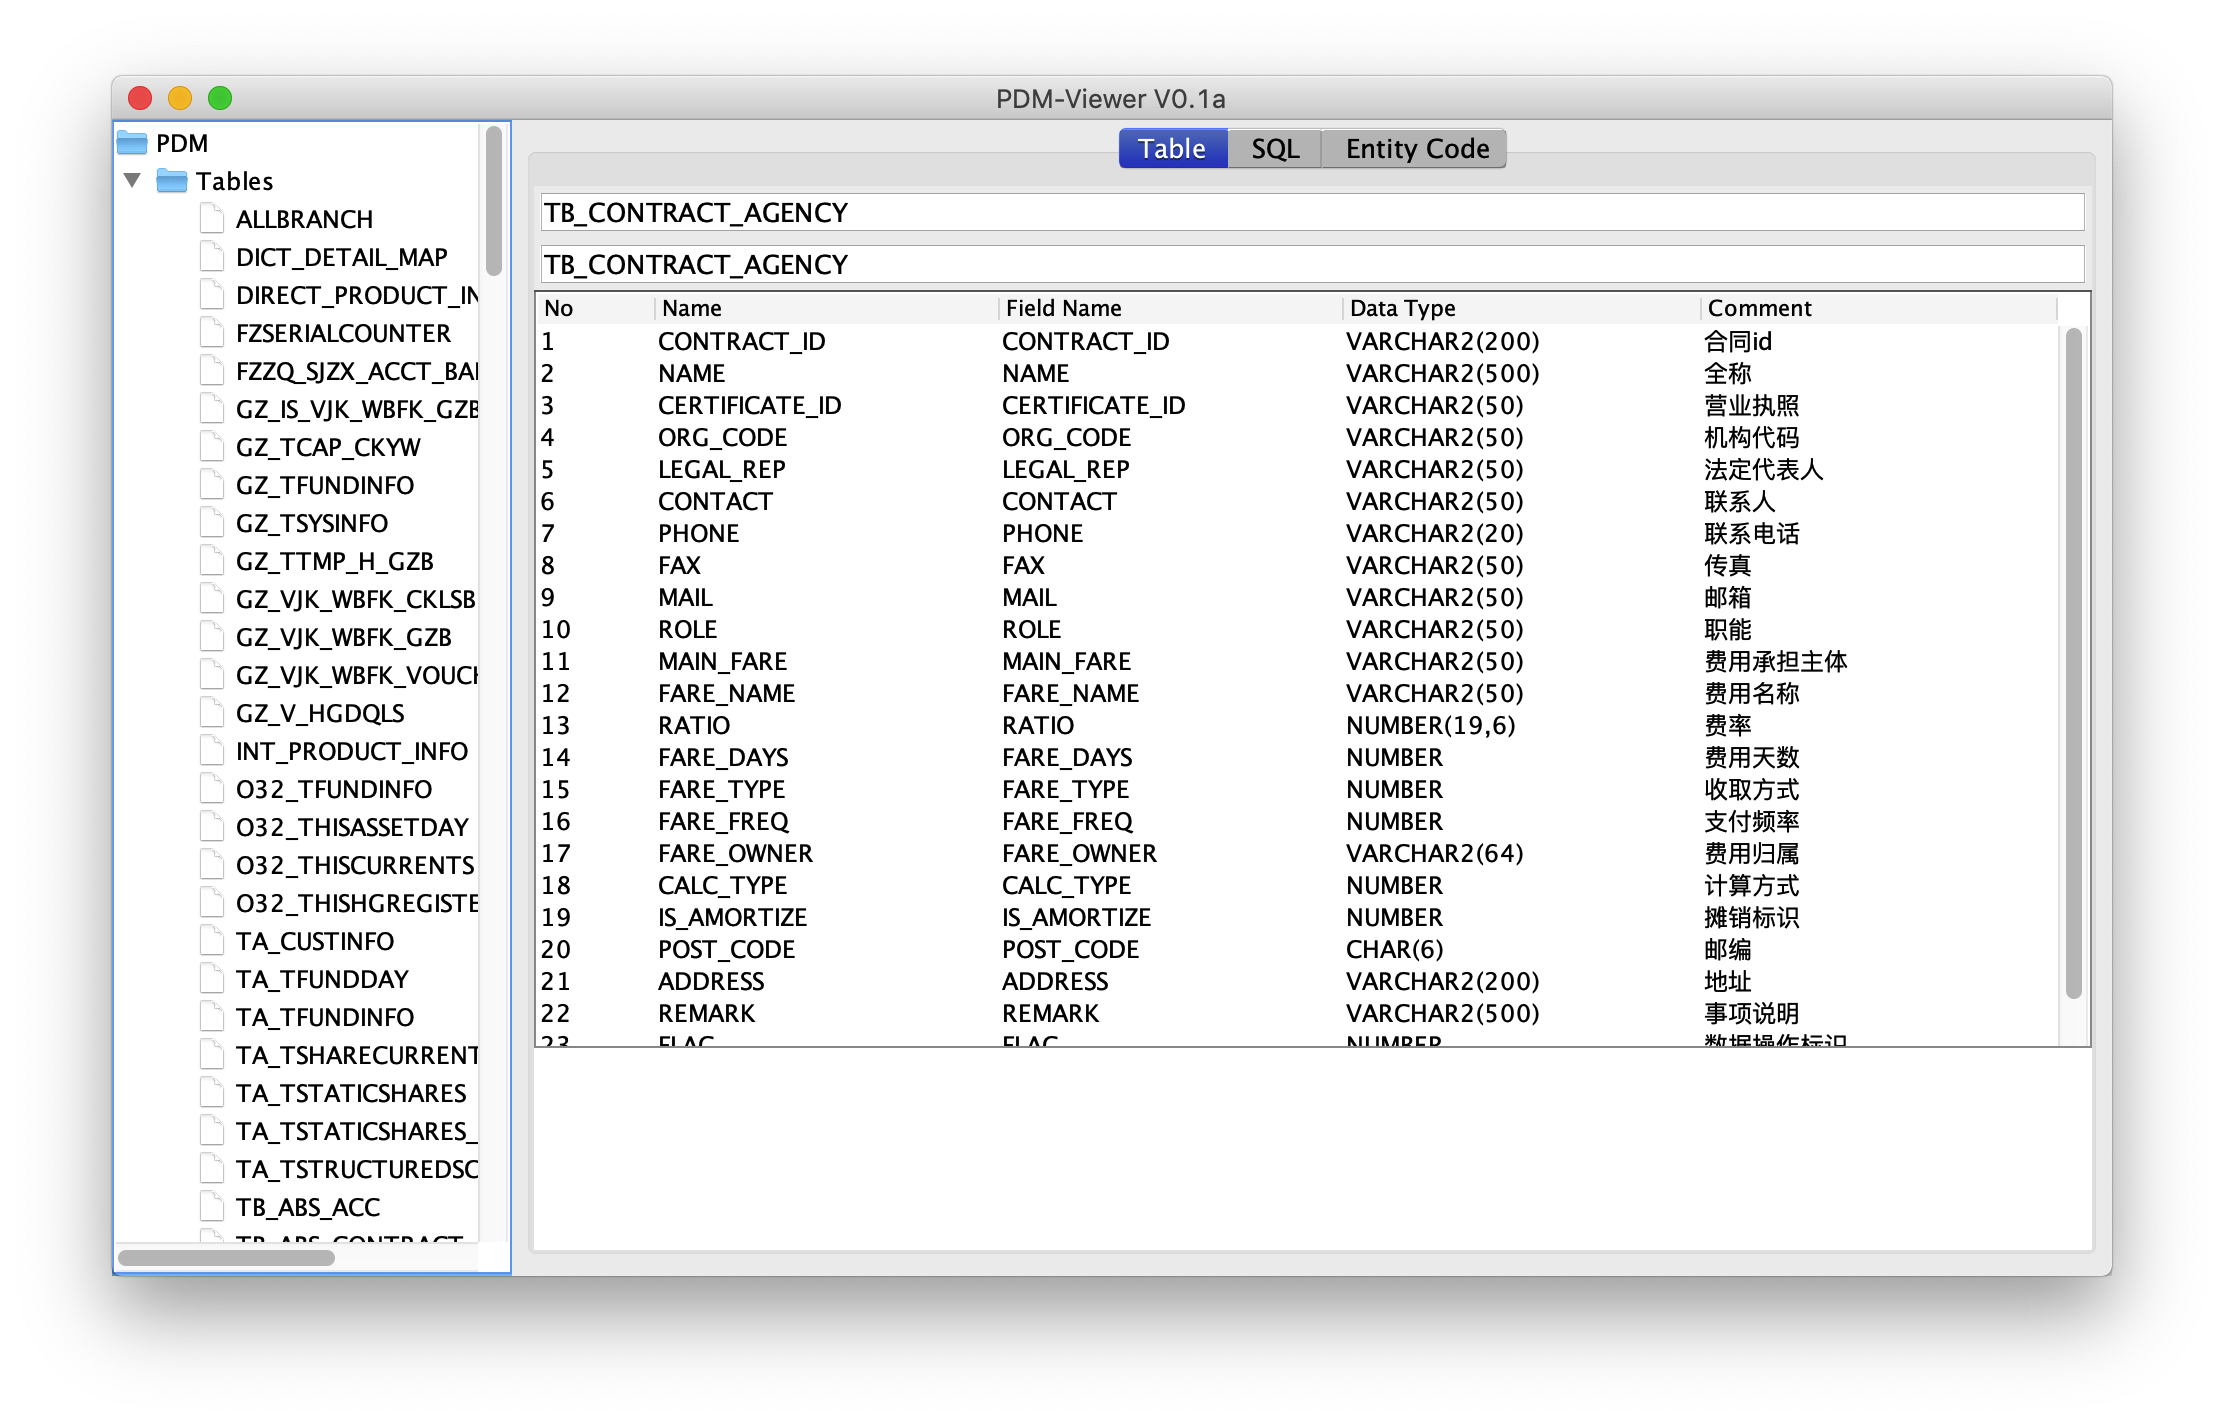 PDM-Viewer V0.1a
PDM
Tables
ALLBRANCH
DICT_DETAIL_MAP
DIRECT_PRODUCT_IN
FZSERIALCOUNTER
FZZQ_SJZX_ACCT_BAI
GZ_IS_VJK_WBFK_GZB
GZ_TCAP_CKYW
GZ_TFUNDINFO
GZ_TSYSINFO
GZ_TTMP_H_GZB
GZ_VJK_WBFK_CKLSB
GZ_VJK_WBFK_GZB
GZ_VJK_WBFK_VOUCH
GZ_V_HGDQLS
INT_PRODUCT_INFO
O32_TFUNDINFO
O32_THISASSETDAY
O32_THISCURRENTS
O32_THISHGREGISTE
TA_CUSTINFO
TA_TFUNDDAY
TA_TFUNDINFO
TA_TSHARECURRENT
TA_TSTATICSHARES
TA_TSTATICSHARES_
TA_TSTRUCTUREDSC
TB_ABS_ACC
TB_ABS_CONTRACT
Table SQL Entity Code
TB_CONTRACT_AGENCY
TB_CONTRACT_AGENCY
No Name Field Name Data Type Comment
1 CONTRACT_ID CONTRACT_ID VARCHAR2(200) 合同id
2 NAME NAME VARCHAR2(500) 全称
3 CERTIFICATE_ID CERTIFICATE_ID VARCHAR2(50) 营业执照
4 ORG_CODE ORG_CODE VARCHAR2(50) 机构代码
5 LEGAL_REP LEGAL_REP VARCHAR2(50) 法定代表人
6 CONTACT CONTACT VARCHAR2(50) 联系人
7 PHONE PHONE VARCHAR2(20) 联系电话
8 FAX FAX VARCHAR2(50) 传真
9 MAIL MAIL VARCHAR2(50) 邮箱
10 ROLE ROLE VARCHAR2(50) 职能
11 MAIN_FARE MAIN_FARE VARCHAR2(50) 费用承担主体
12 FARE_NAME FARE_NAME VARCHAR2(50) 费用名称
13 RATIO RATIO NUMBER(19,6) 费率
14 FARE_DAYS FARE_DAYS NUMBER 费用天数
15 FARE_TYPE FARE_TYPE NUMBER 收取方式
16 FARE_FREQ FARE_FREQ NUMBER 支付频率
17 FARE_OWNER FARE_OWNER VARCHAR2(64) 费用归属
18 CALC_TYPE CALC_TYPE NUMBER 计算方式
19 IS_AMORTIZE IS_AMORTIZE NUMBER 摊销标识
20 POST_CODE POST_CODE CHAR(6) 邮编
21 ADDRESS ADDRESS VARCHAR2(200) 地址
22 REMARK REMARK VARCHAR2(500) 事项说明
23 FLAG FLAG NUMBER 数据操作标识